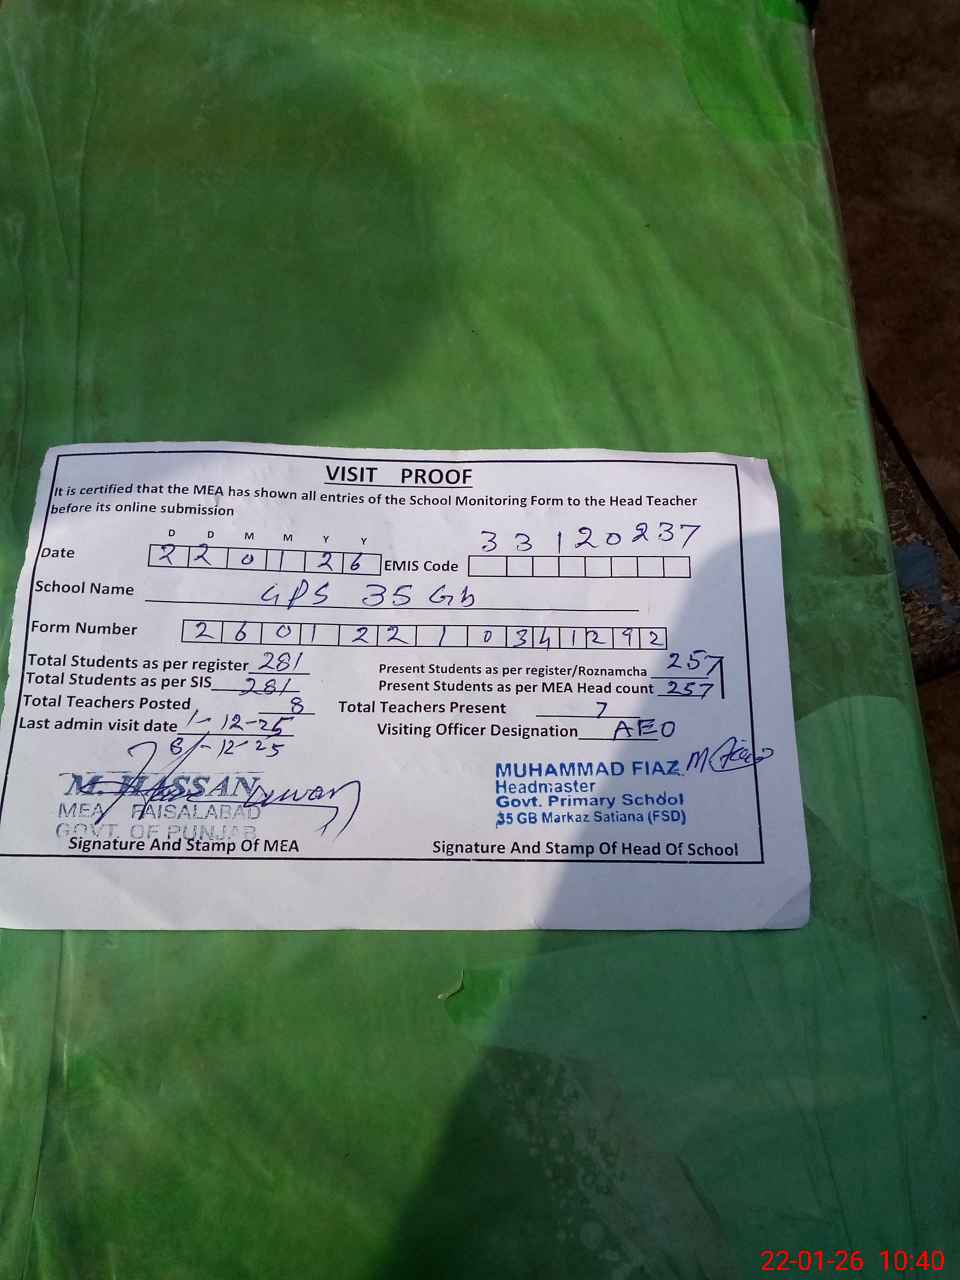 VISIT PROOF
It is certified that the MEA has shown all entries of the School Monitoring Form to the Head Teacher
before its online submission
D D M M Y Y
Date 2 2 0 1 2 6 EMIS Code 33120237
School Name GPS 35 Gb
Form Number 2 6 0 1 2 2 1 0 3 4 1 2 9 2
Total Students as per register 281 Present Students as per register/Roznamcha 257
Total Students as per SIS 281 Present Students as per MEA Head count 257
Total Teachers Posted 8 Total Teachers Present 7
Last admin visit date 1-12-25 Visiting Officer Designation AEO
8-12-25
M. HASSAN
MEA FAISALABAD
GOVT. OF PUNJAB
Signature And Stamp Of MEA
MUHAMMAD FIAZ
Headmaster
Govt. Primary School
35 GB Markaz Satiana (FSD)
Signature And Stamp Of Head Of School
22-01-26 10:40